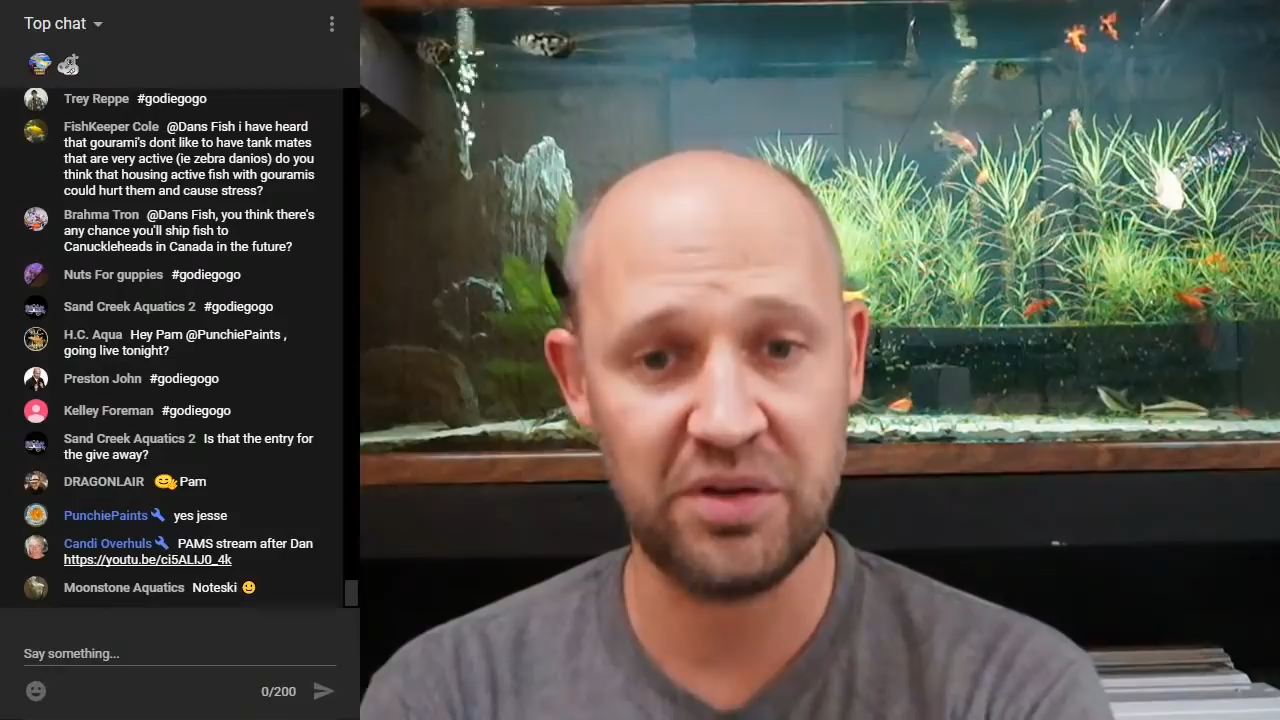 Top chat
Trey Reppe #godiegogo
FishKeeper Cole @Dans Fish i have heard
that gourami's dont like to have tank mates
that are very active (ie zebra danios) do you
think that housing active fish with gouramis
could hurt them and cause stress?
Brahma Tron @Dans Fish, you think there's
any chance you'll ship fish to
Canuckleheads in Canada in the future?
Nuts For guppies #godiegogo
Sand Creek Aquatics 2 #godiegogo
H.C. Aqua Hey Pam @PunchiePaints ,
going live tonight?
Preston John #godiegogo
Kelley Foreman #godiegogo
Sand Creek Aquatics 2 Is that the entry for
the give away?
DRAGONLAIR Pam
PunchiePaints yes jesse
Candi Overhuls PAMS stream after Dan
https://youtu.be/ci5ALIJ0_4k
Moonstone Aquatics Noteski 🙂
Say something...
0/200